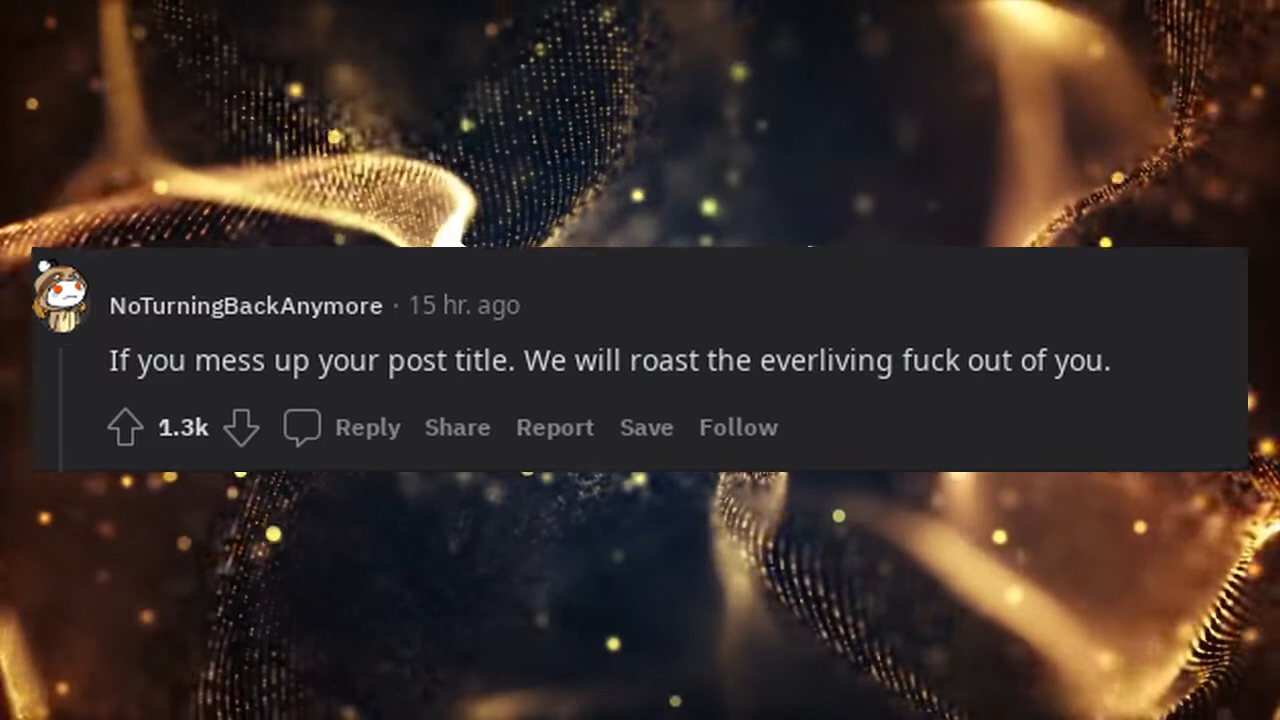 NoTurningBackAnymore · 15 hr. ago
If you mess up your post title. We will roast the everliving fuck out of you.
1.3k Reply Share Report Save Follow